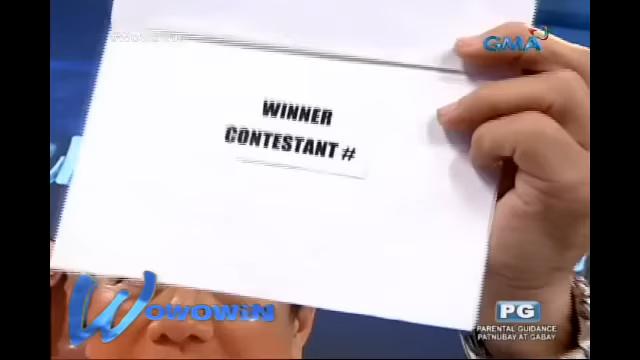 GMA
WINNER
CONTESTANT #
WOWOWIN
PG
PARENTAL GUIDANCE
PATNUBAY AT GABAY